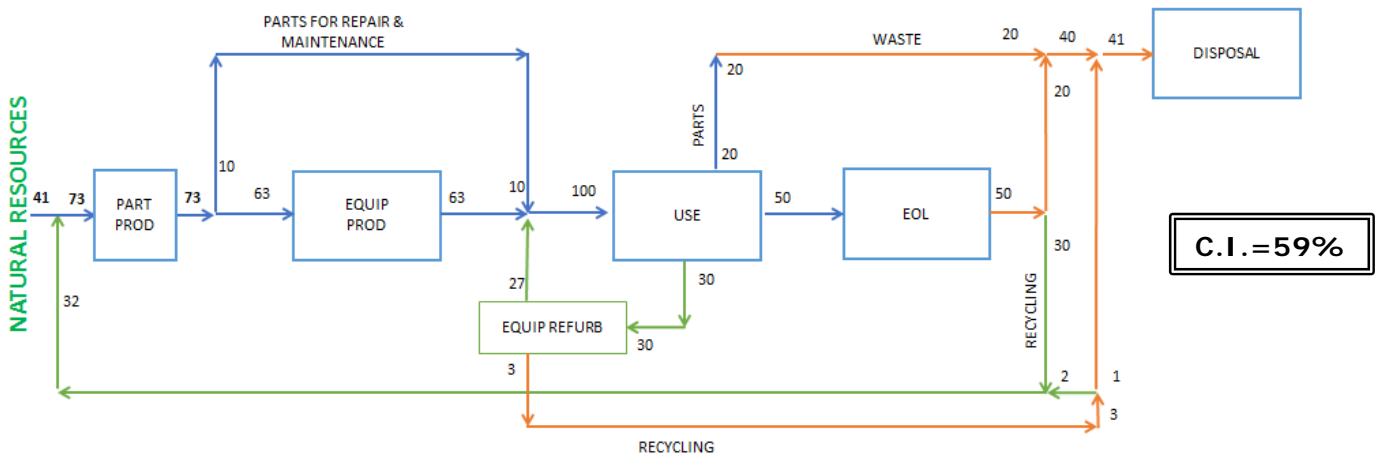 PARTS FOR REPAIR &
MAINTENANCE
WASTE
20
40
41
DISPOSAL
20
20
PARTS
NATURAL RESOURCES
10
20
41
73
PART
PROD
73
63
EQUIP
PROD
63
10
100
USE
50
EOL
50
30
C.I.=59%
32
27
30
EQUIP REFURB
30
RECYCLING
3
2
1
3
RECYCLING